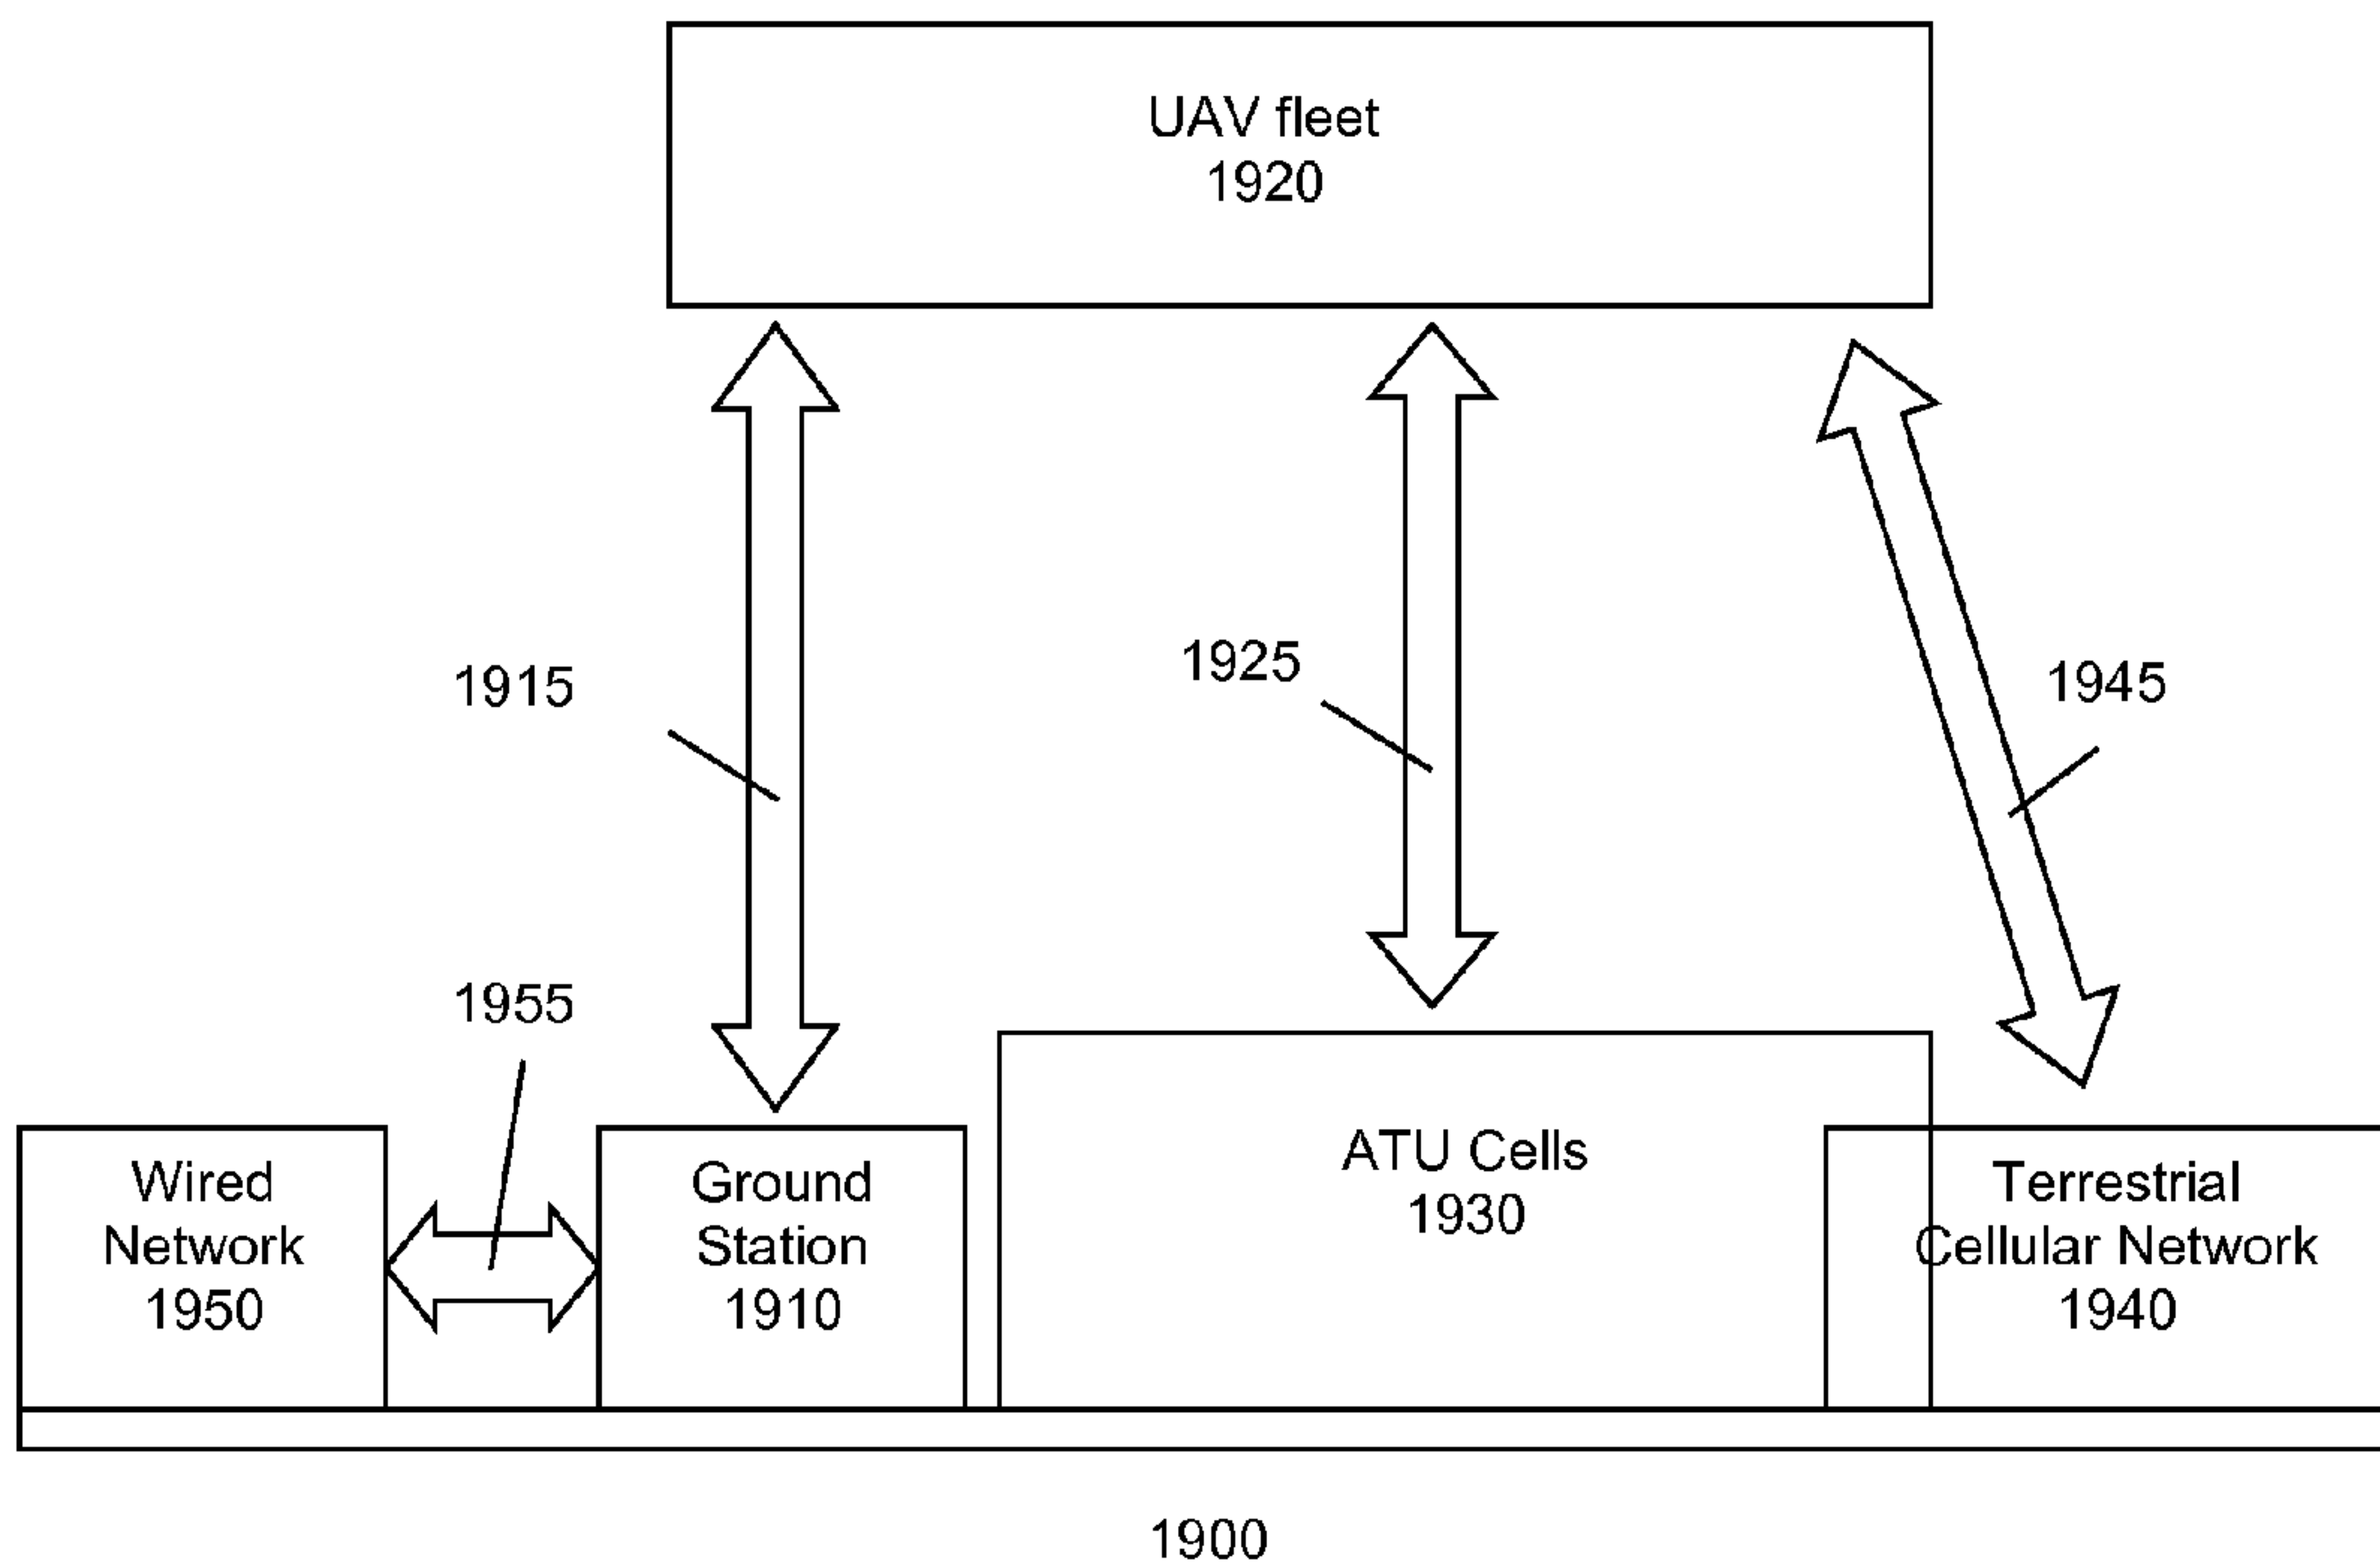 UAV fleet
1920
1915
1925
1945
1955
Wired
Network
1950
Ground
Station
1910
ATU Cells
1930
Terrestrial
Cellular Network
1940
1900